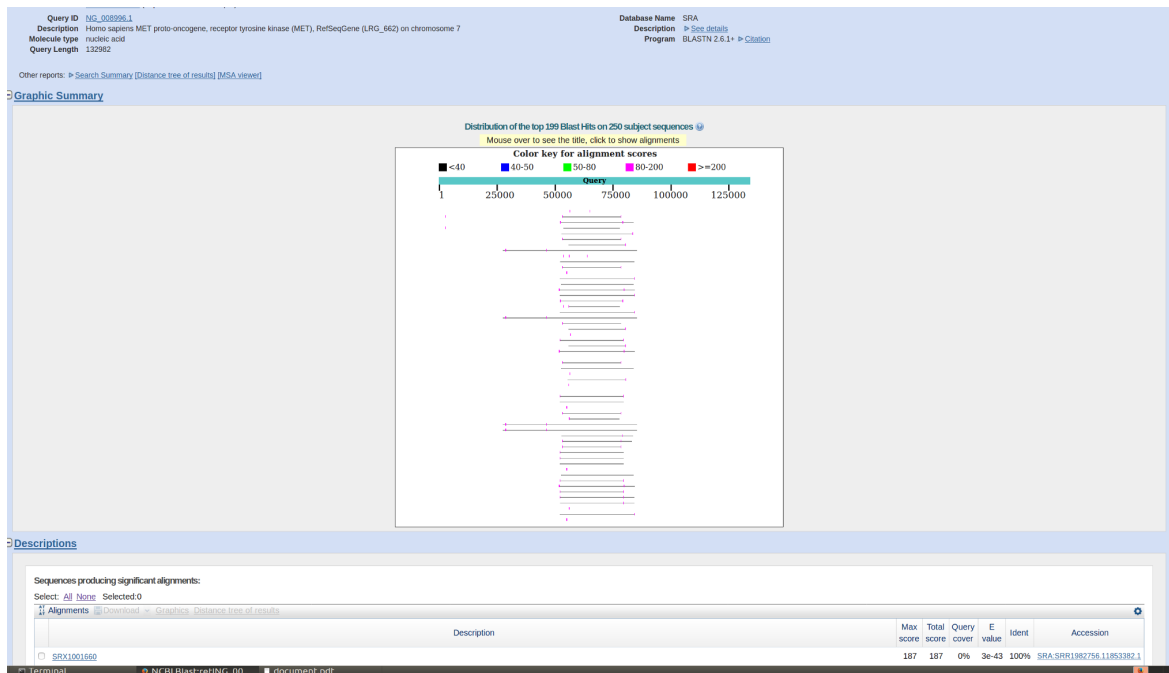 Query ID NG_008996.1
Description Homo sapiens MET proto-oncogene, receptor tyrosine kinase (MET), RefSeqGene (LRG_662) on chromosome 7
Molecule type nucleic acid
Query Length 132982
Database Name SRA
Description See details
Program BLASTN 2.6.1+ Citation
Other reports: Search Summary [Distance tree of results] [MSA viewer]
Graphic Summary
Distribution of the top 199 Blast Hits on 250 subject sequences
Mouse over to see the title, click to show alignments
Color key for alignment scores
<40 40-50 50-80 80-200 >=200
Query
1 25000 50000 75000 100000 125000
Descriptions
Sequences producing significant alignments:
Select: All None Selected:0
Alignments Download Graphics Distance tree of results
Description Max score Total score Query cover E value Ident Accession
SRX1001660 187 187 0% 3e-43 100% SRA:SRR1982756.11853382.1
Terminal NCBI Blast:ret|NG_00 document.pdf